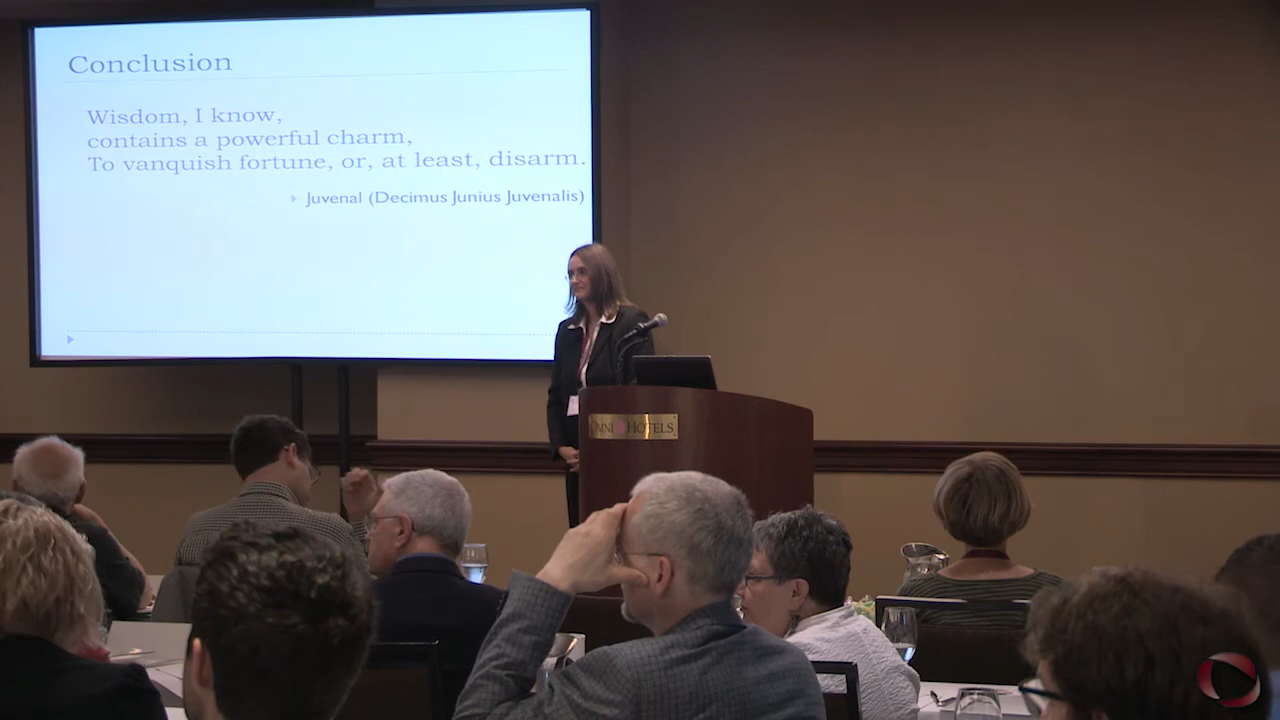 Conclusion
Wisdom, I know,
contains a powerful charm,
To vanquish fortune, or, at least, disarm.
Juvenal (Decimus Junius Juvenalis)
OMNI HOTELS